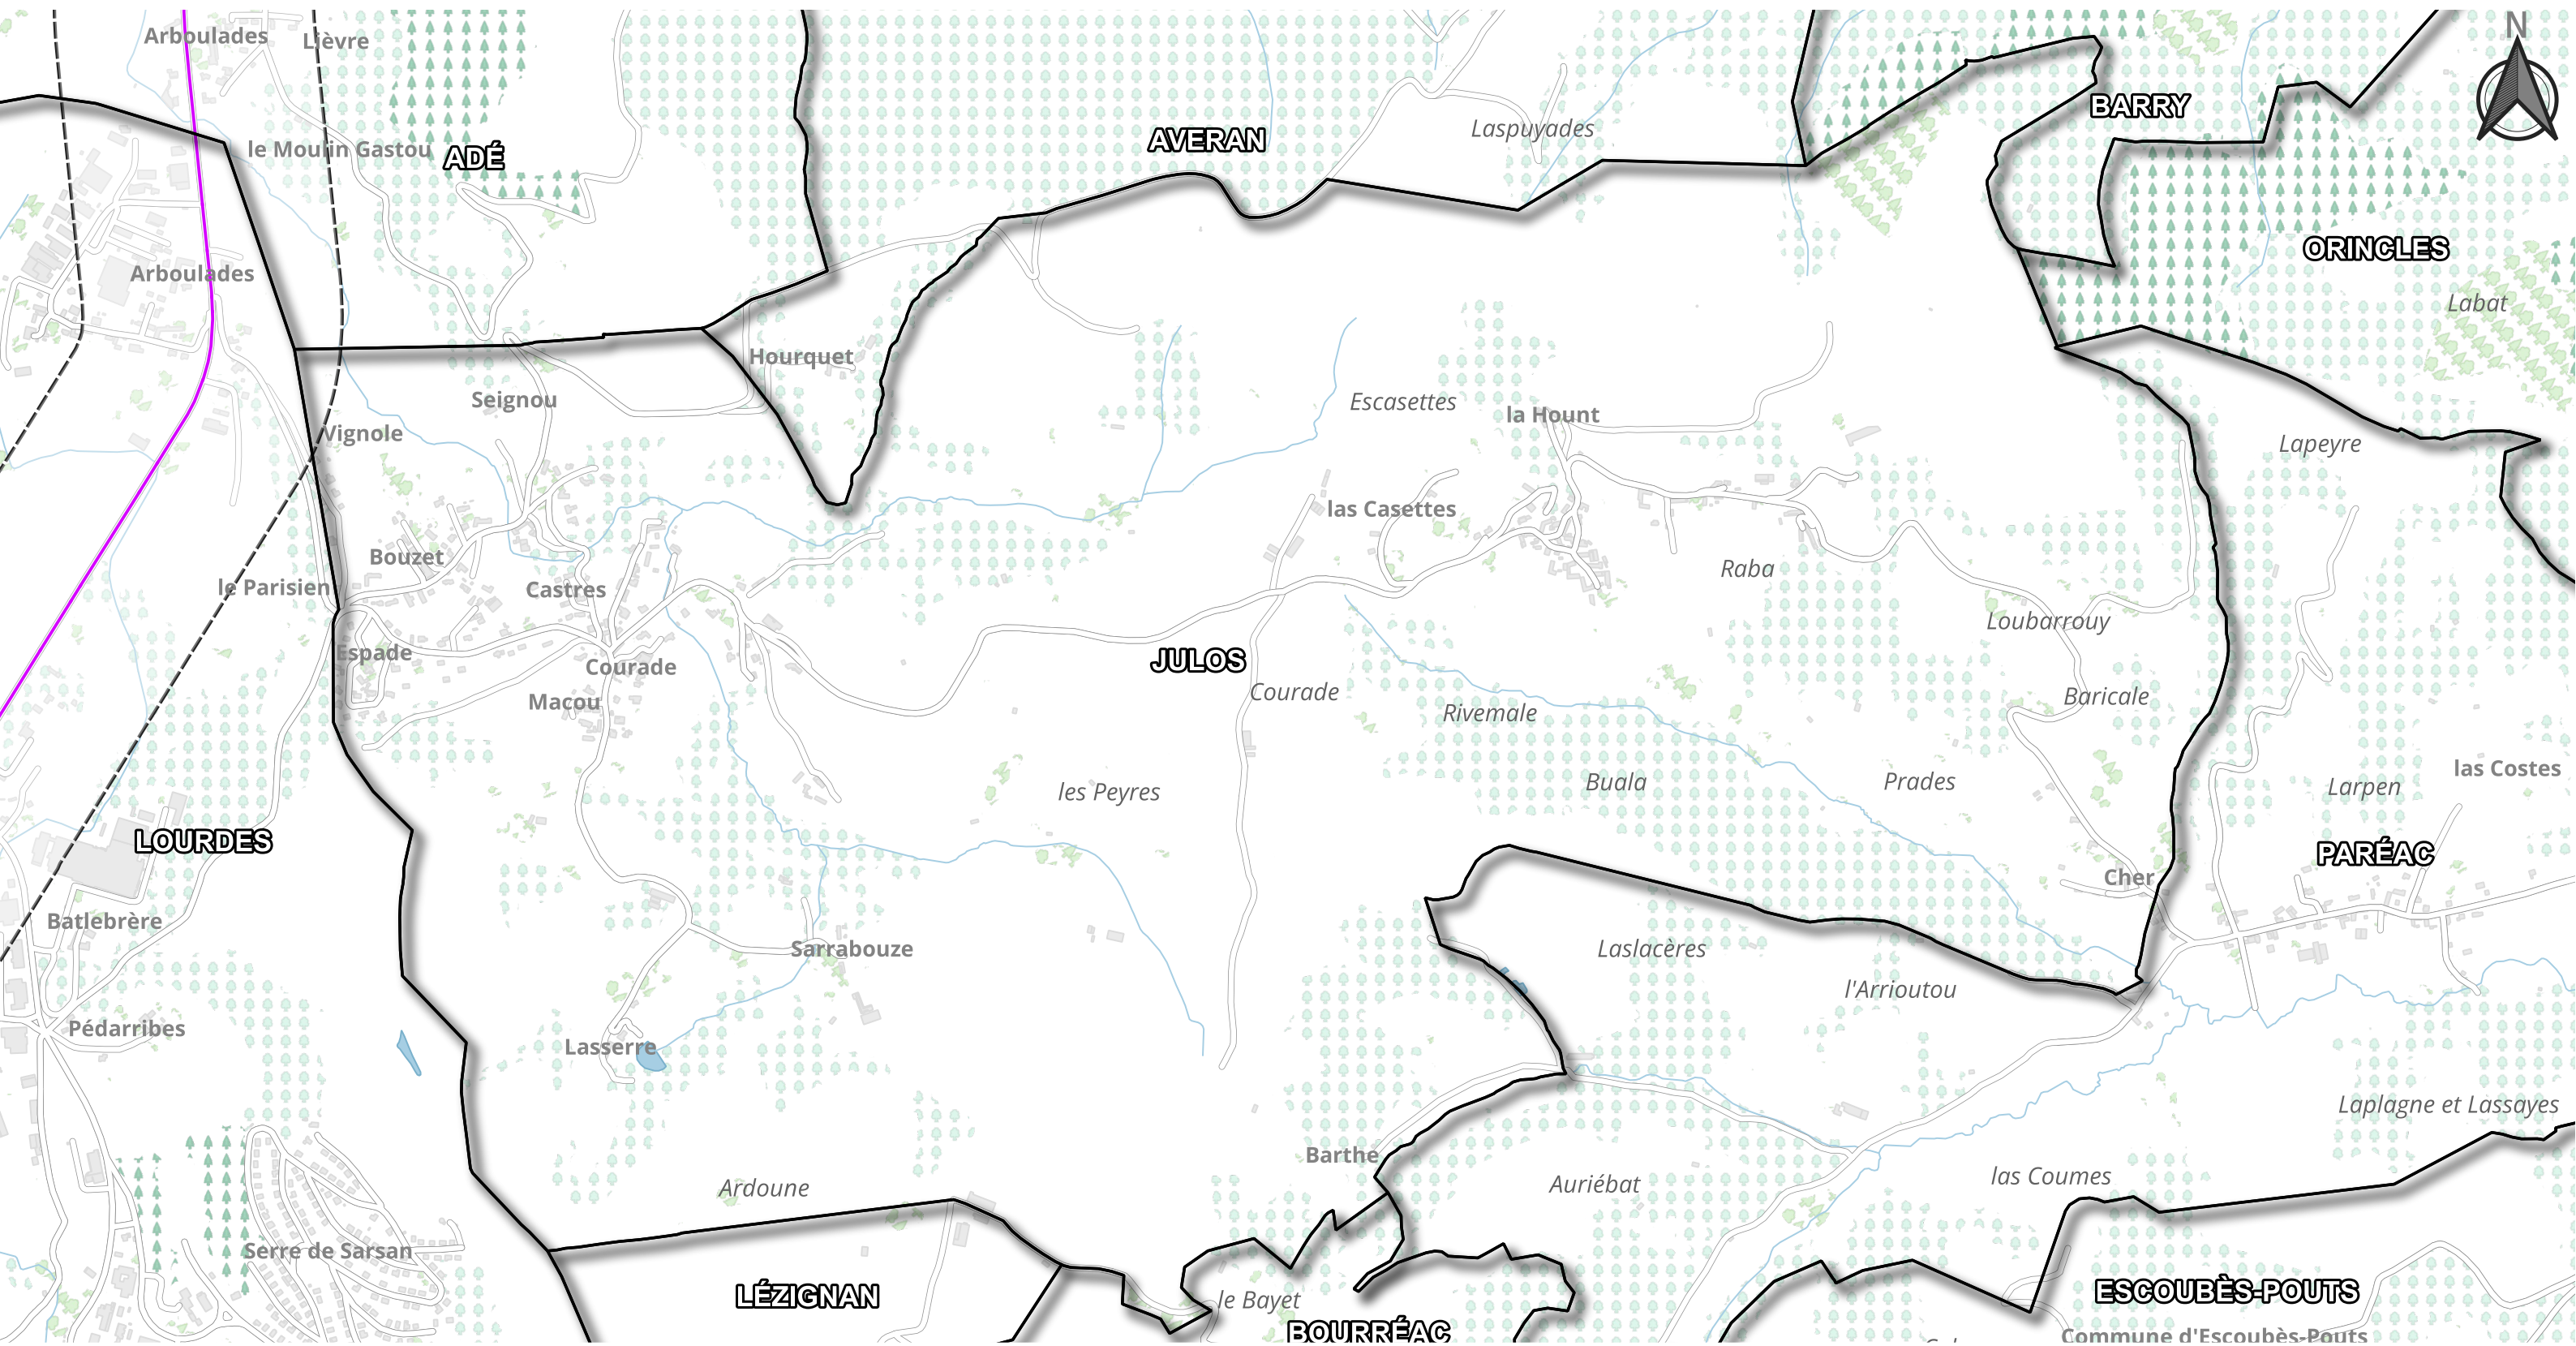 N
Arboulades
Lièvre
BARRY
Laspuyades
AVERAN
le Moulin Gastou
ADÉ
ORINCLES
Arboulades
Labat
Hourquet
Seignou
Escasettes
la Hount
Vignole
Lapeyre
las Casettes
Bouzet
Raba
le Parisien
Castres
Loubarrouy
Espade
Courade
JULOS
Courade
Baricale
Macou
Rivemale
las Costes
les Peyres
Buala
Prades
Larpen
LOURDES
PARÉAC
Cher
Batlebrère
Sarrabouze
Laslacères
l'Arrioutou
Pédarribes
Lasserre
Laplagne et Lassayes
Barthe
Ardoune
Auriébat
las Coumes
Serre de Sarsan
LÉZIGNAN
le Bayet
ESCOUBÈS-POUTS
BOURRÉAC
Commune d'Escoubès-Pouts